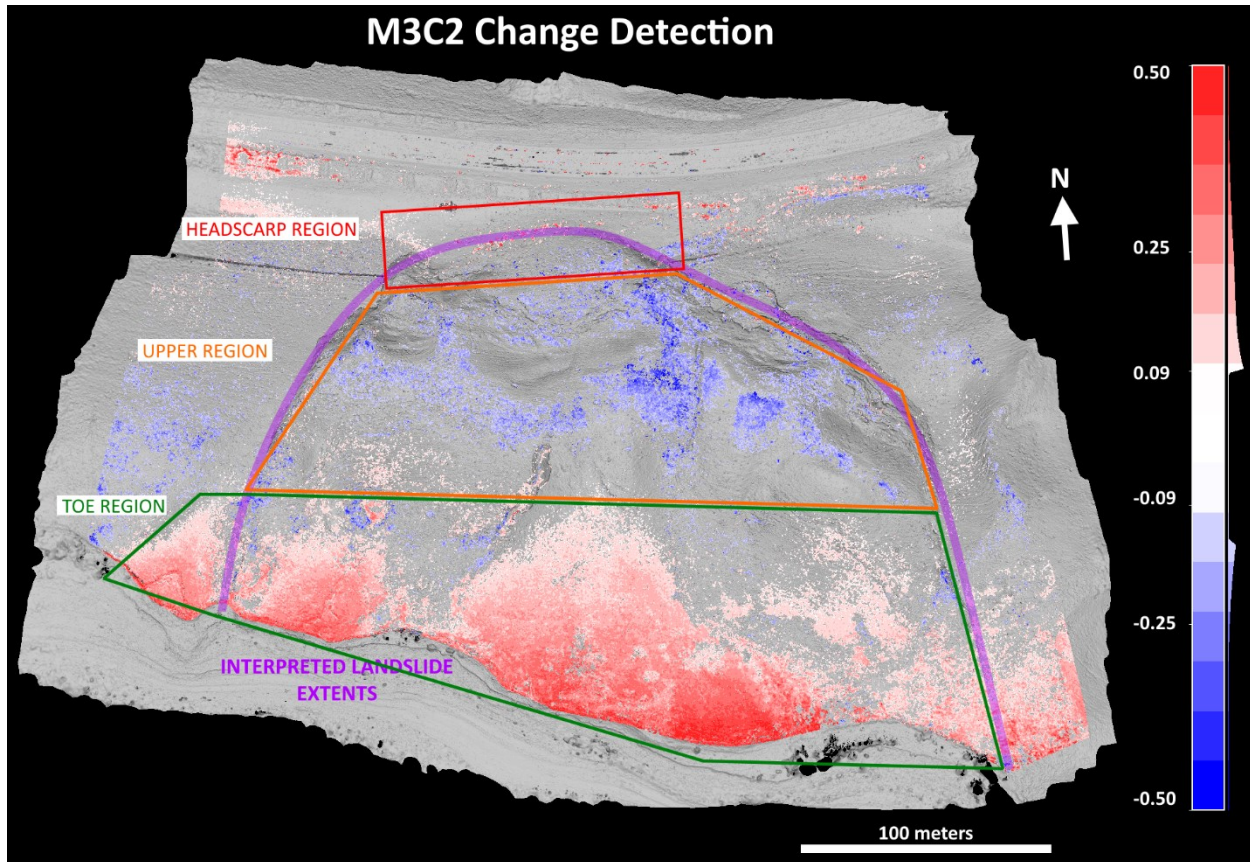 M3C2 Change Detection
0.50
N
HEADSCARP REGION
0.25
UPPER REGION
0.09
-0.09
TOE REGION
-0.25
INTERPRETED LANDSLIDE
EXTENTS
-0.50
100 meters